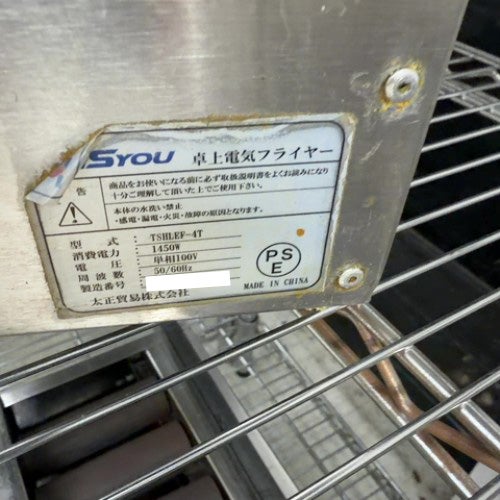 SYOU 卓上電気フライヤー
告
商品をお使いになる前に必ず取扱説明書をよくお読みになり
十分ご理解して頂いた上でご使用下さい。
本体の水洗い禁止
・感電・漏電・火災・故障の原因となります。
型式：TSHLEF-4T
消費電力：1450W
電圧：単相100V
周波数：50/60Hz
製造番号：
太正貿易株式会社
PSE
MADE IN CHINA